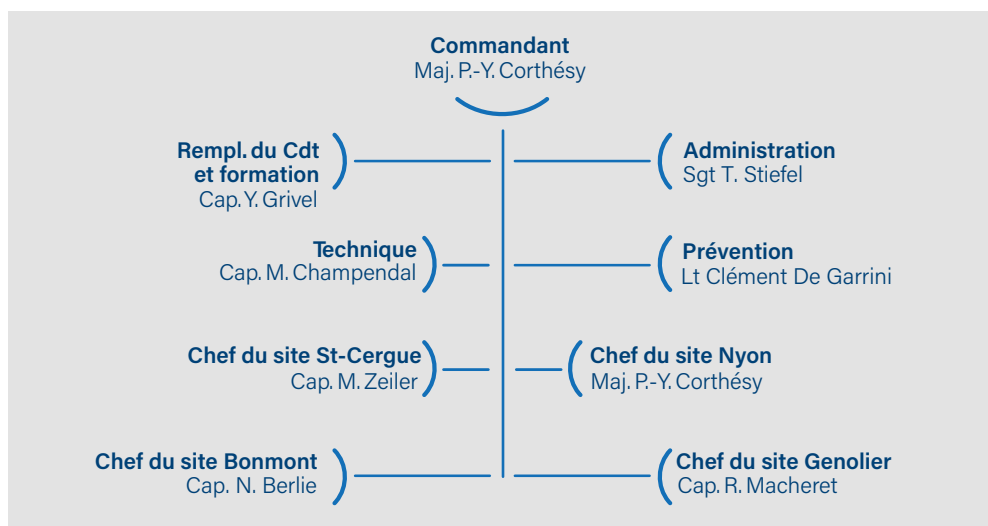 Commandant
Maj. P.-Y. Corthésy
Rempl. du Cdt
et formation
Cap. Y. Grivel
Administration
Sgt T. Stiefel
Technique
Cap. M. Champendal
Prévention
Lt Clément De Garrini
Chef du site St-Cergue
Cap. M. Zeiler
Chef du site Nyon
Maj. P.-Y. Corthésy
Chef du site Bonmont
Cap. N. Berlie
Chef du site Genolier
Cap. R. Macheret